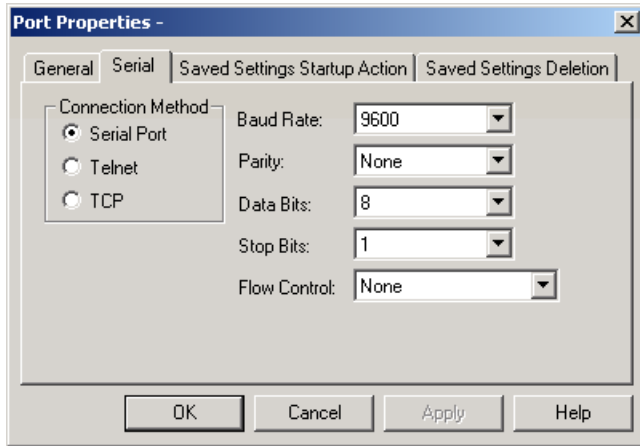 Port Properties -
General Serial Saved Settings Startup Action Saved Settings Deletion
Connection Method
Serial Port
Telnet
TCP
Baud Rate: 9600
Parity: None
Data Bits: 8
Stop Bits: 1
Flow Control: None
OK Cancel Apply Help